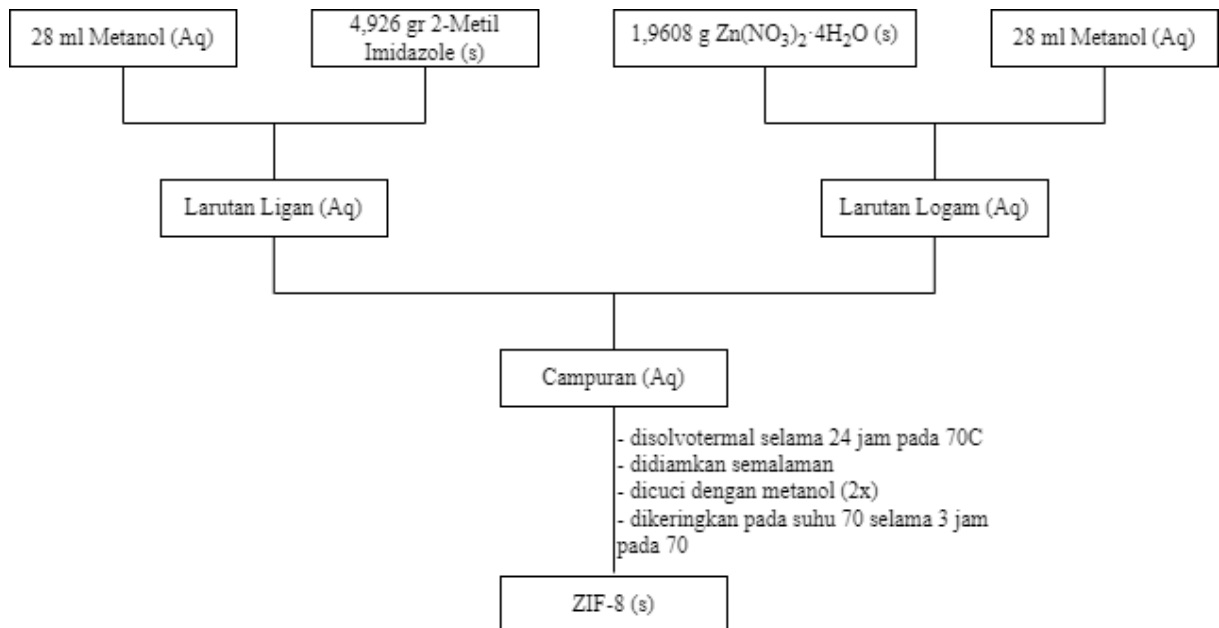 28 ml Metanol (Aq)
4,926 gr 2-Metil
Imidazole (s)
1,9608 g Zn(NO₃)₂·4H₂O (s)
28 ml Metanol (Aq)
Larutan Ligan (Aq)
Larutan Logam (Aq)
Campuran (Aq)
- disolvotermal selama 24 jam pada 70C
- didiamkan semalaman
- dicuci dengan metanol (2x)
- dikeringkan pada suhu 70 selama 3 jam
pada 70
ZIF-8 (s)